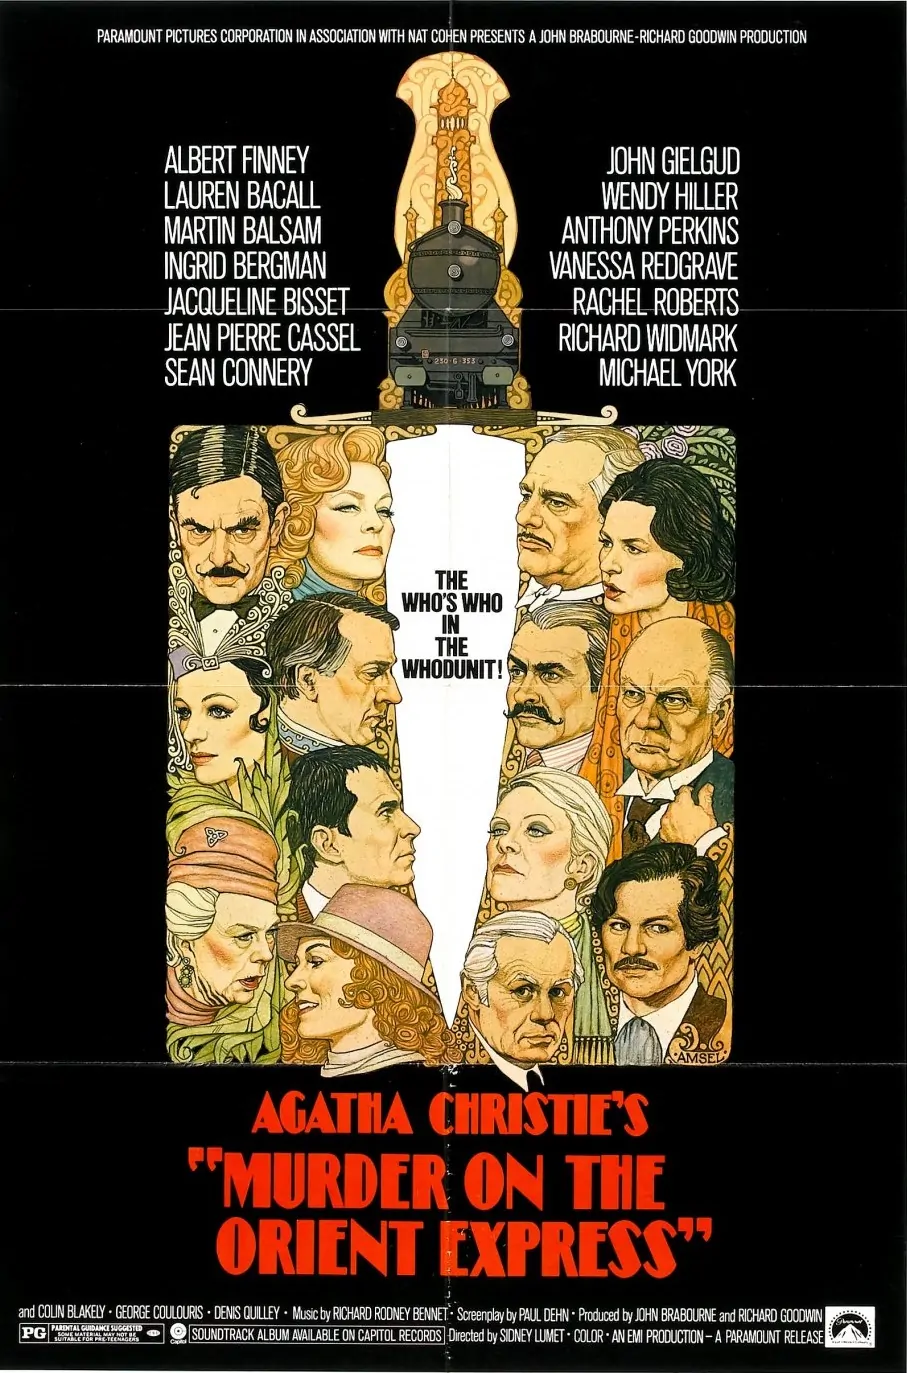 PARAMOUNT PICTURES CORPORATION IN ASSOCIATION WITH NAT COHEN PRESENTS A JOHN BRABOURNE-RICHARD GOODWIN PRODUCTION
ALBERT FINNEY
LAUREN BACALL
MARTIN BALSAM
INGRID BERGMAN
JACQUELINE BISSET
JEAN PIERRE CASSEL
SEAN CONNERY
JOHN GIELGUD
WENDY HILLER
ANTHONY PERKINS
VANESSA REDGRAVE
RACHEL ROBERTS
RICHARD WIDMARK
MICHAEL YORK
230·G·353
THE
WHO'S WHO
IN
THE
WHODUNIT!
AMSEL
AGATHA CHRISTIE'S
"MURDER ON THE
ORIENT EXPRESS"
and COLIN BLAKELY · GEORGE COULOURIS · DENIS QUILLEY · Music by RICHARD RODNEY BENNET · Screenplay by PAUL DEHN · Produced by JOHN BRABOURNE and RICHARD GOODWIN
PG PARENTAL GUIDANCE SUGGESTED
SOME MATERIAL MAY NOT BE
SUITABLE FOR PRE-TEENAGERS
Capitol
SOUNDTRACK ALBUM AVAILABLE ON CAPITOL RECORDS
Directed by SIDNEY LUMET · COLOR · AN EMI PRODUCTION – A PARAMOUNT RELEASE
Paramount